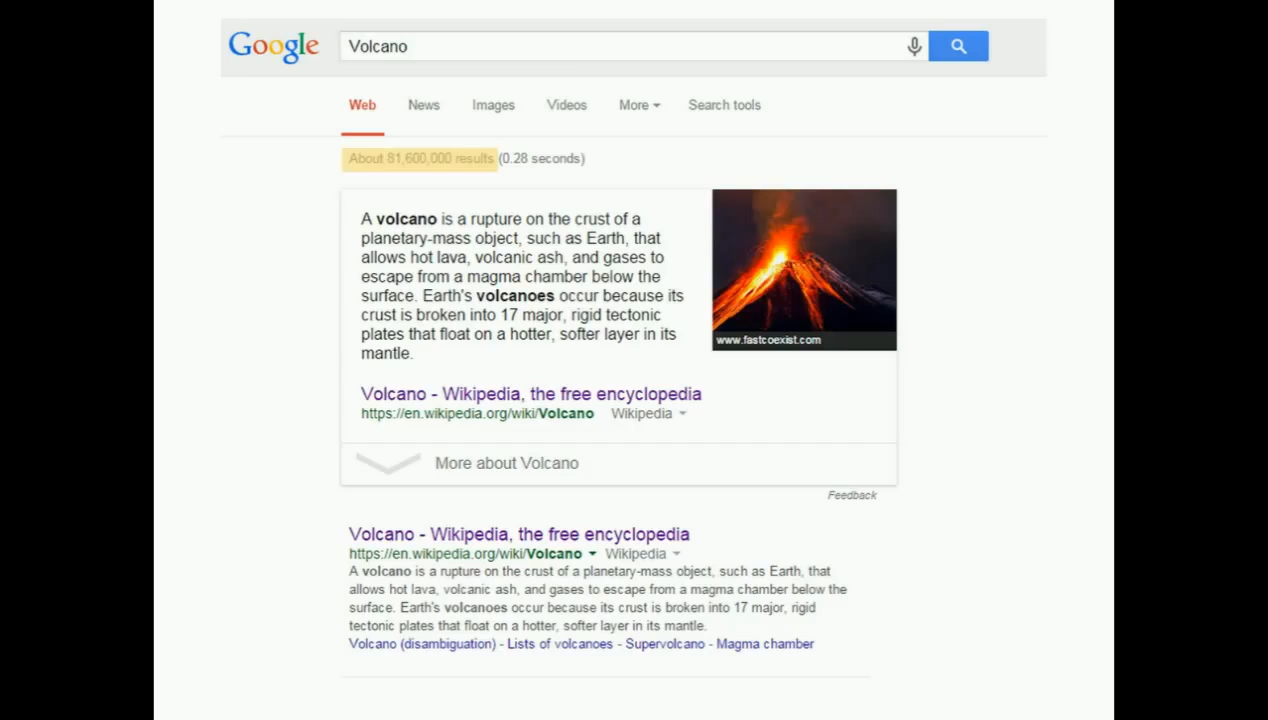 Google
Volcano
Web News Images Videos More Search tools
About 81,600,000 results (0.28 seconds)
A volcano is a rupture on the crust of a
planetary-mass object, such as Earth, that
allows hot lava, volcanic ash, and gases to
escape from a magma chamber below the
surface. Earth's volcanoes occur because its
crust is broken into 17 major, rigid tectonic
plates that float on a hotter, softer layer in its
mantle.
www.fastcoexist.com
Volcano - Wikipedia, the free encyclopedia
https://en.wikipedia.org/wiki/Volcano Wikipedia
More about Volcano
Feedback
Volcano - Wikipedia, the free encyclopedia
https://en.wikipedia.org/wiki/Volcano Wikipedia
A volcano is a rupture on the crust of a planetary-mass object, such as Earth, that
allows hot lava, volcanic ash, and gases to escape from a magma chamber below the
surface. Earth's volcanoes occur because its crust is broken into 17 major, rigid
tectonic plates that float on a hotter, softer layer in its mantle.
Volcano (disambiguation) - Lists of volcanoes - Supervolcano - Magma chamber